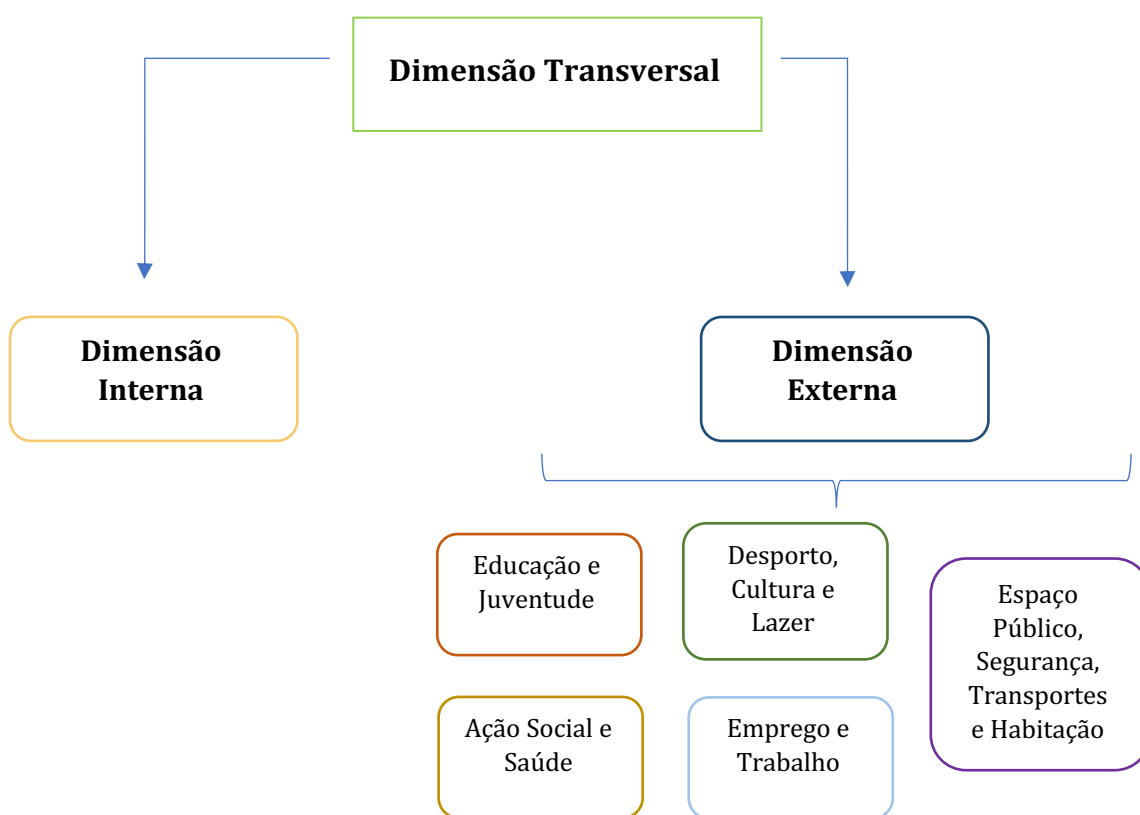 Dimensão Transversal
Dimensão
Interna
Dimensão
Externa
Educação e
Juventude
Desporto,
Cultura e
Lazer
Espaço
Público,
Segurança,
Transportes
e Habitação
Ação Social e
Saúde
Emprego e
Trabalho